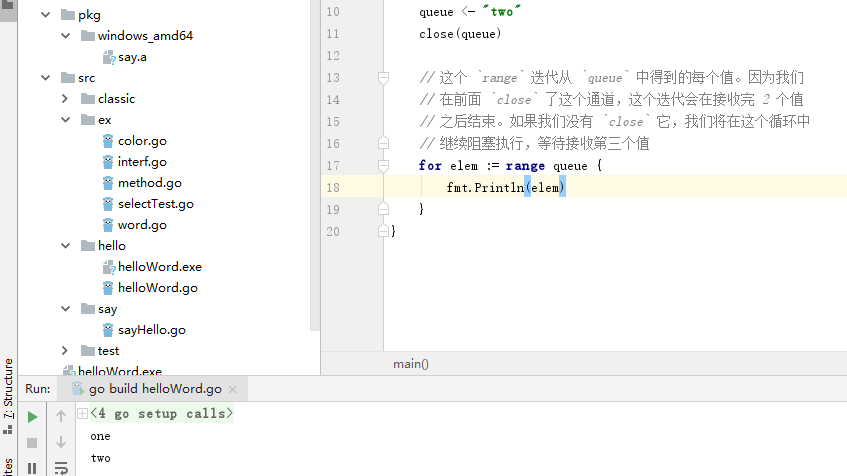 pkg
windows_amd64
say.a
src
classic
ex
color.go
interf.go
method.go
selectTest.go
word.go
hello
helloWord.exe
helloWord.go
say
sayHello.go
test
helloWord.exe
7: Structure
10 queue <- "two"
11 close(queue)
12
13 // 这个 `range` 迭代从 `queue` 中得到的每个值。因为我们
14 // 在前面 `close` 了这个通道，这个迭代会在接收完 2 个值
15 // 之后结束。如果我们没有 `close` 它，我们将在这个循环中
16 // 继续阻塞执行，等待接收第三个值
17 for elem := range queue {
18 fmt.Println(elem)
19 }
20 }
main()
Run: go build helloWord.go
<4 go setup calls>
one
two